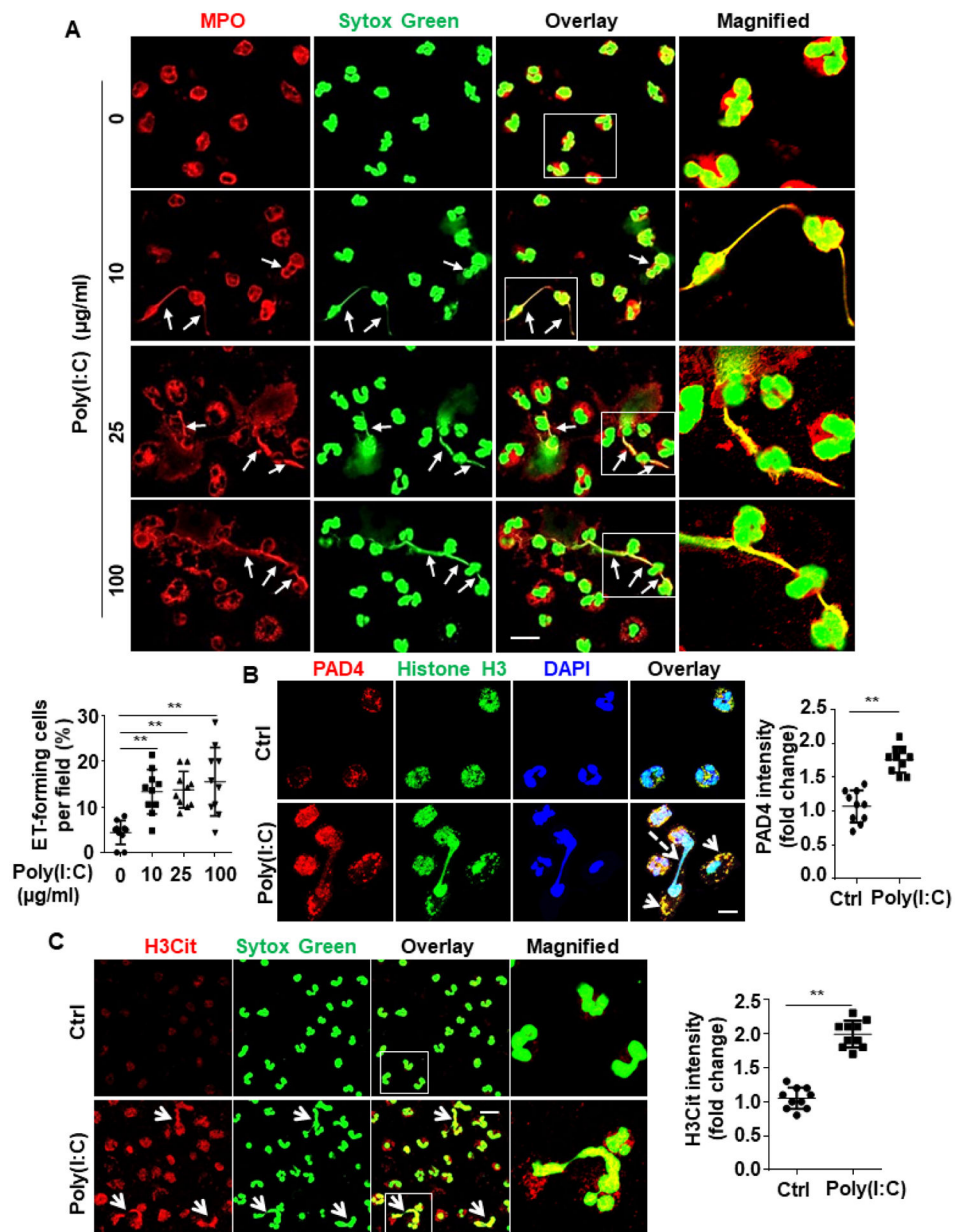 A
MPO Sytox Green Overlay Magnified
Poly(I:C) (μg/ml)
0
10
25
100
ET-forming cells
per field (%)
30
20
10
0
** ** **
Poly(I:C)
(μg/ml)
0 10 25 100
B
PAD4 Histone H3 DAPI Overlay
Ctrl
Poly(I:C)
PAD4 intensity
(fold change)
2.5
2.0
1.5
1.0
0.5
0.0
**
Ctrl Poly(I:C)
C
H3Cit Sytox Green Overlay Magnified
Ctrl
Poly(I:C)
H3Cit intensity
(fold change)
2.5
2.0
1.5
1.0
0.5
0.0
**
Ctrl Poly(I:C)